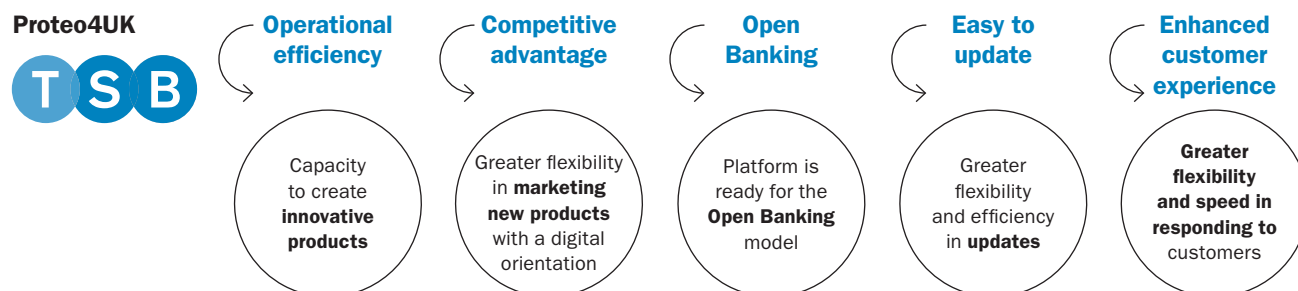 Proteo4UK
TSB
Operational
efficiency
Capacity
to create
innovative
products
Competitive
advantage
Greater flexibility
in marketing
new products
with a digital
orientation
Open
Banking
Platform is
ready for the
Open Banking
model
Easy to
update
Greater
flexibility
and efficiency
in updates
Enhanced
customer
experience
Greater
flexibility
and speed in
responding to
customers